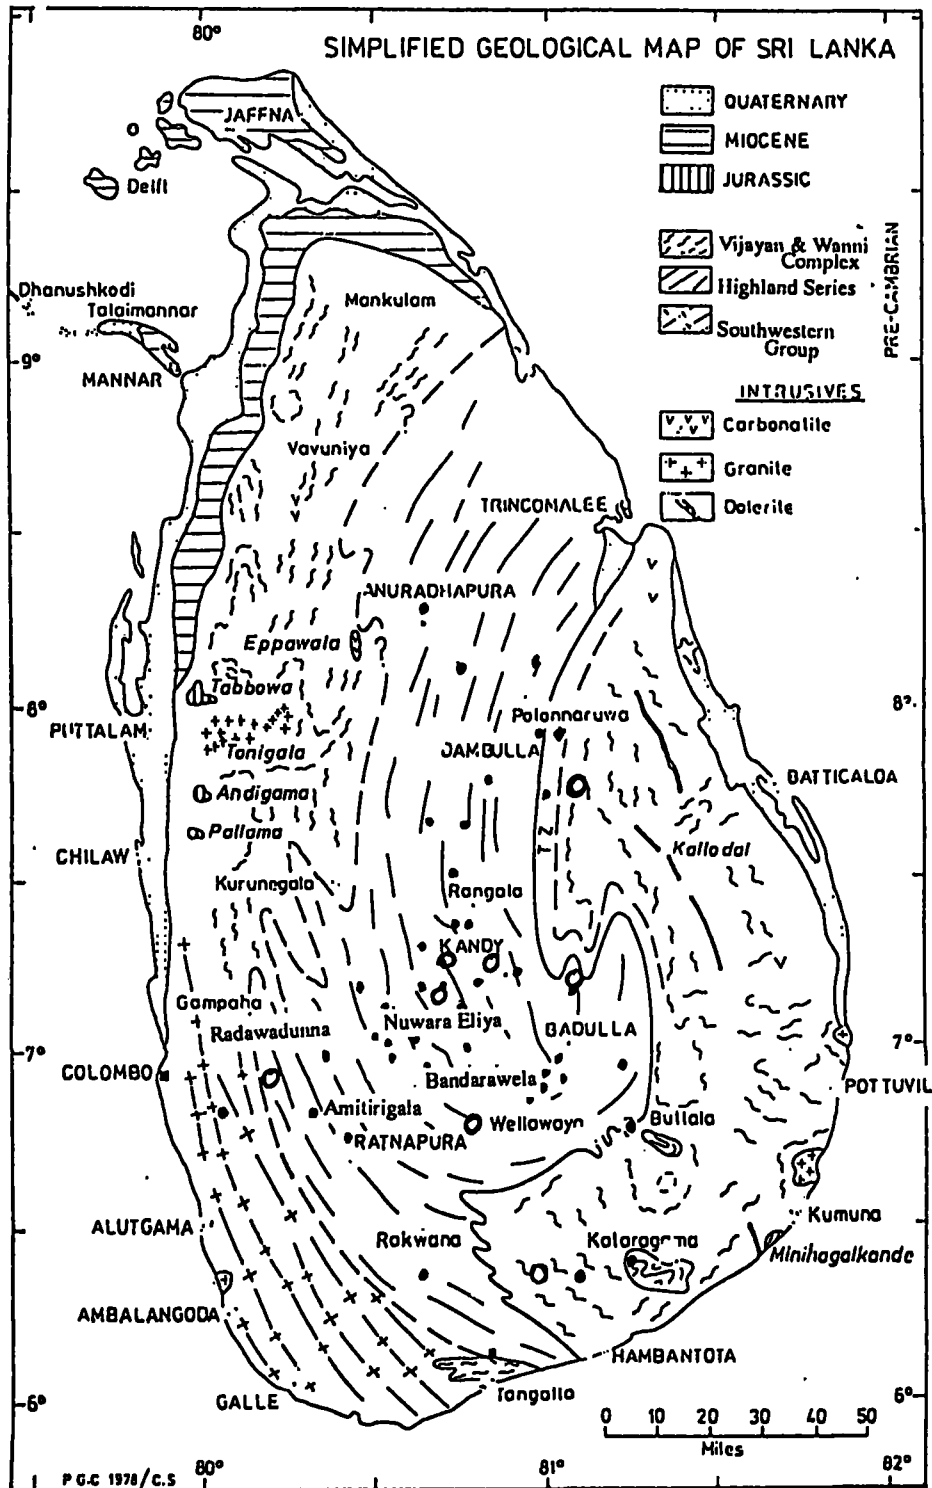 80°
SIMPLIFIED GEOLOGICAL MAP OF SRI LANKA
QUATERNARY
MIOCENE
JURASSIC
Vijayan & Wanni
Complex
Highland Series
Southwestern
Group
PRE-CAMBRIAN
INTRUSIVES
Carbonatite
Granite
Dolerite
JAFFNA
Delft
Dhanushkodi
Talaimannar
Mankulam
9°
MANNAR
?
Vavuniya
TRINCOMALEE
ANURADHAPURA
Eppawala
?
Tabbowa
8°
8°
Polonnaruwa
PUTTALAM
DAMBULLA
Tonigala
BATTICALOA
Andigama
TZ
Pallama
Kallodai
CHILAW
Kurunegala
Rangala
KANDY
Gampaha
Nuwara Eliya
Radawadunna
BADULLA
7°
7°
COLOMBO
Bandarawela
POTTUVIL
Amitirigala
Wellawaya
Buttala
RATNAPURA
Kumuna
ALUTGAMA
Rakwana
Kataragama
Minihagalkande
AMBALANGODA
HAMBANTOTA
Tangalla
GALLE
6°
6°
0 10 20 30 40 50
Miles
P G.C 1978/C.S
80°
81°
82°